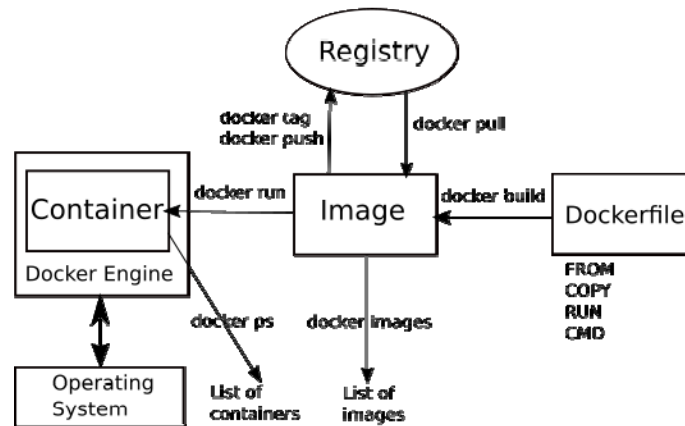 Registry
docker tag
docker push
docker pull
docker run
docker build
Container
Image
Dockerfile
Docker Engine
FROM
COPY
RUN
CMD
docker ps
docker images
Operating
System
List of
containers
List of
images